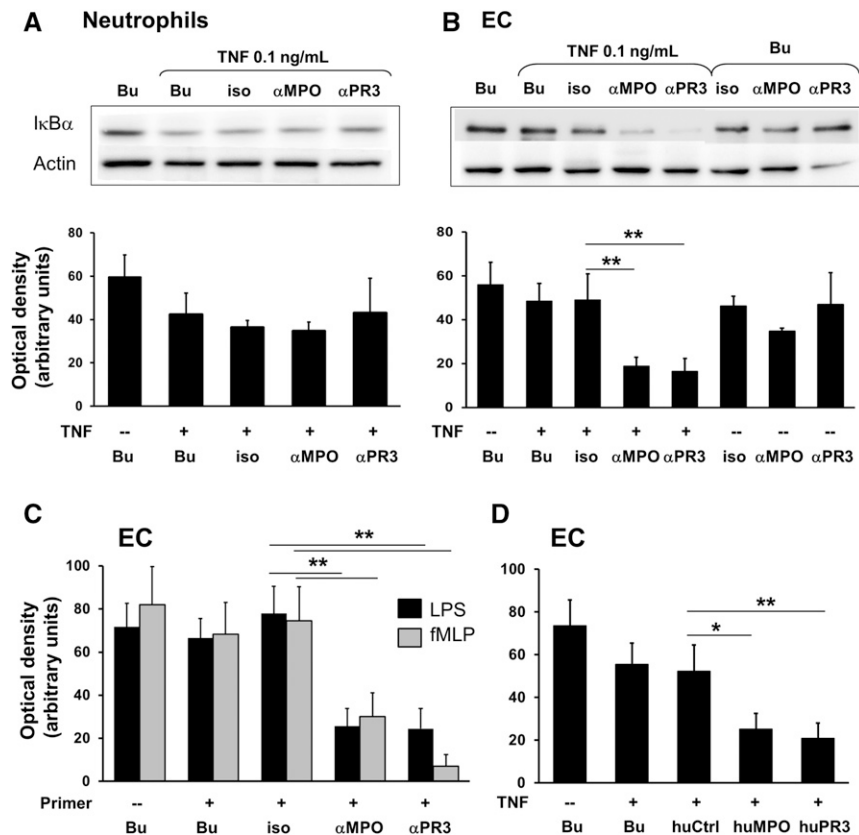 A Neutrophils
TNF 0.1 ng/mL
Bu Bu iso αMPO αPR3
IκBα
Actin
Optical density
(arbitrary units)
80
60
40
20
0
TNF -- + + + +
Bu Bu iso αMPO αPR3
B EC
TNF 0.1 ng/mL Bu
Bu Bu iso αMPO αPR3 iso αMPO αPR3
**
**
80
60
40
20
0
TNF -- + + + + -- -- --
Bu Bu iso αMPO αPR3 iso αMPO αPR3
C EC
**
**
LPS
fMLP
Optical density
(arbitrary units)
100
80
60
40
20
0
Primer -- + + + +
Bu Bu iso αMPO αPR3
D EC
**
*
100
80
60
40
20
0
TNF -- + + + +
Bu Bu huCtrl huMPO huPR3